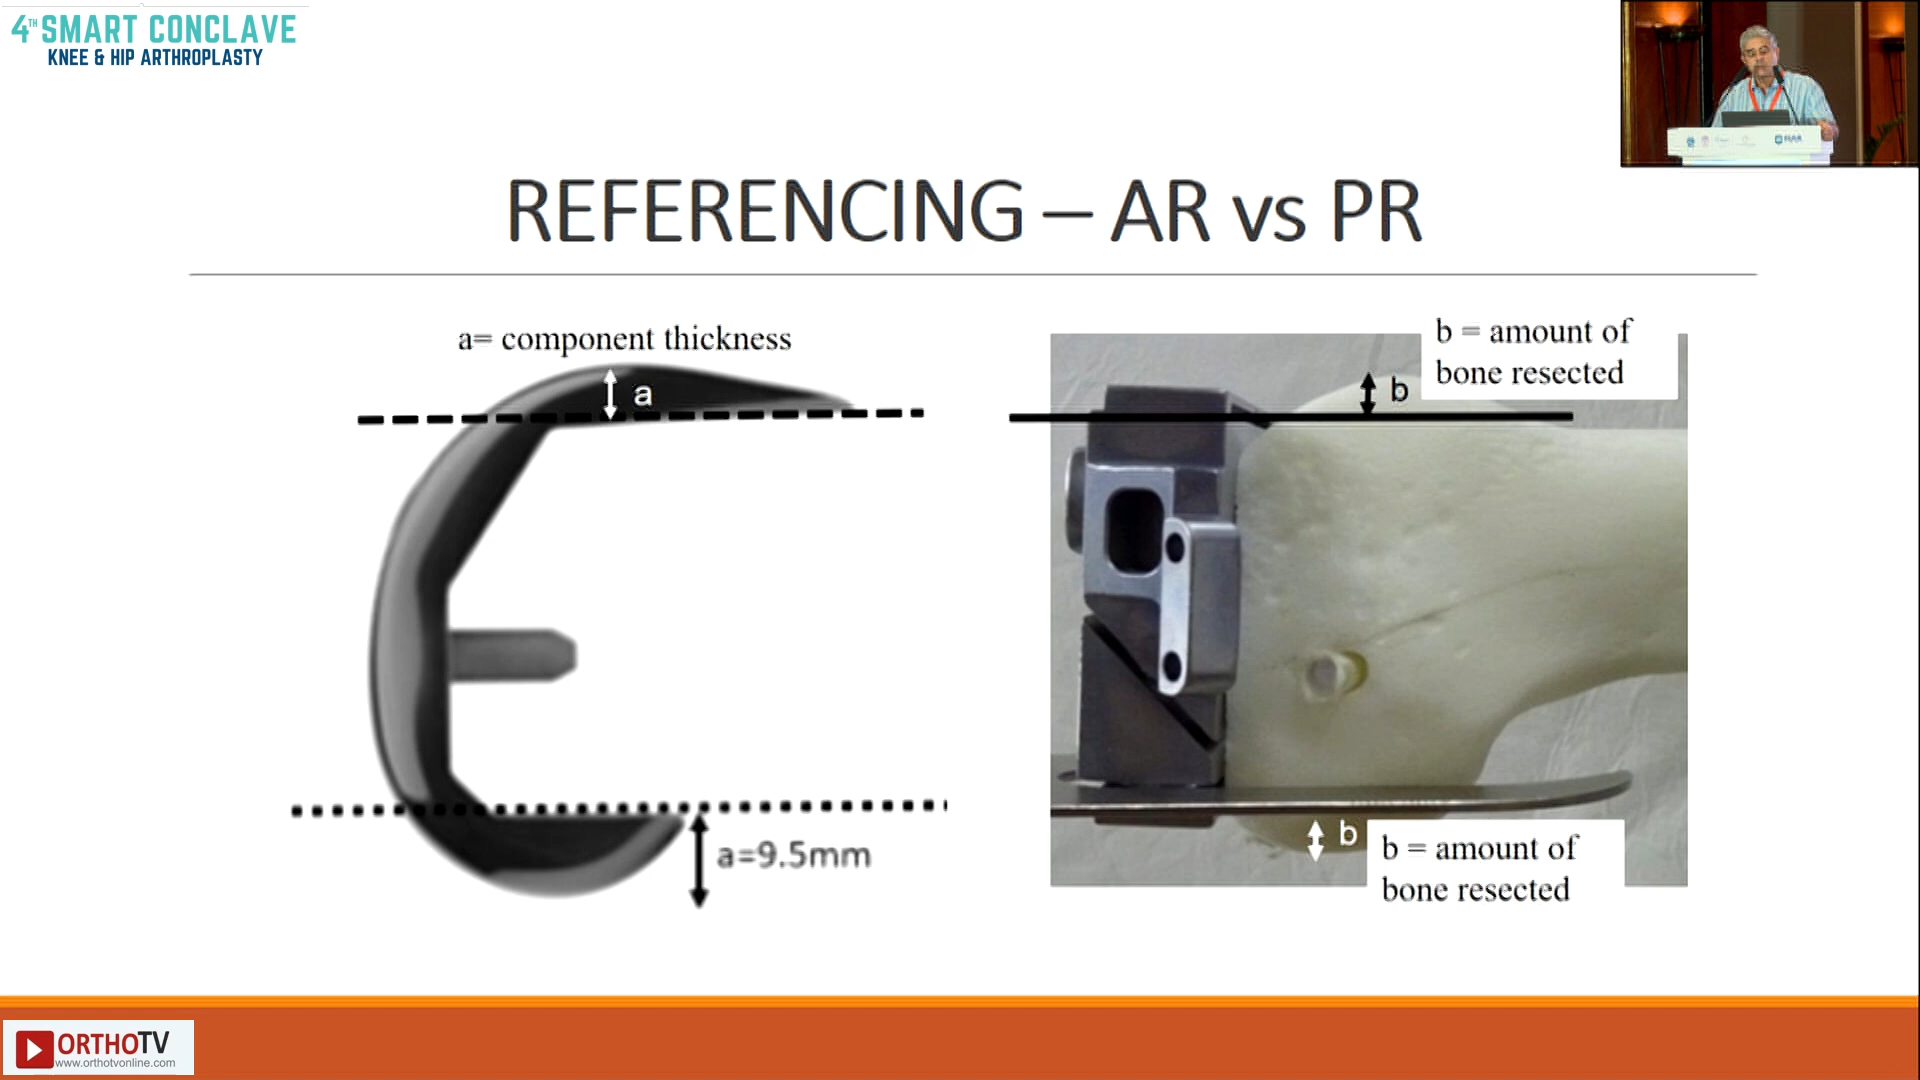 4TH SMART CONCLAVE
KNEE & HIP ARTHROPLASTY
REFERENCING – AR vs PR
a= component thickness
a
a=9.5mm
b = amount of
bone resected
b
b
b = amount of
bone resected
ORTHOTV
www.orthotvonline.com